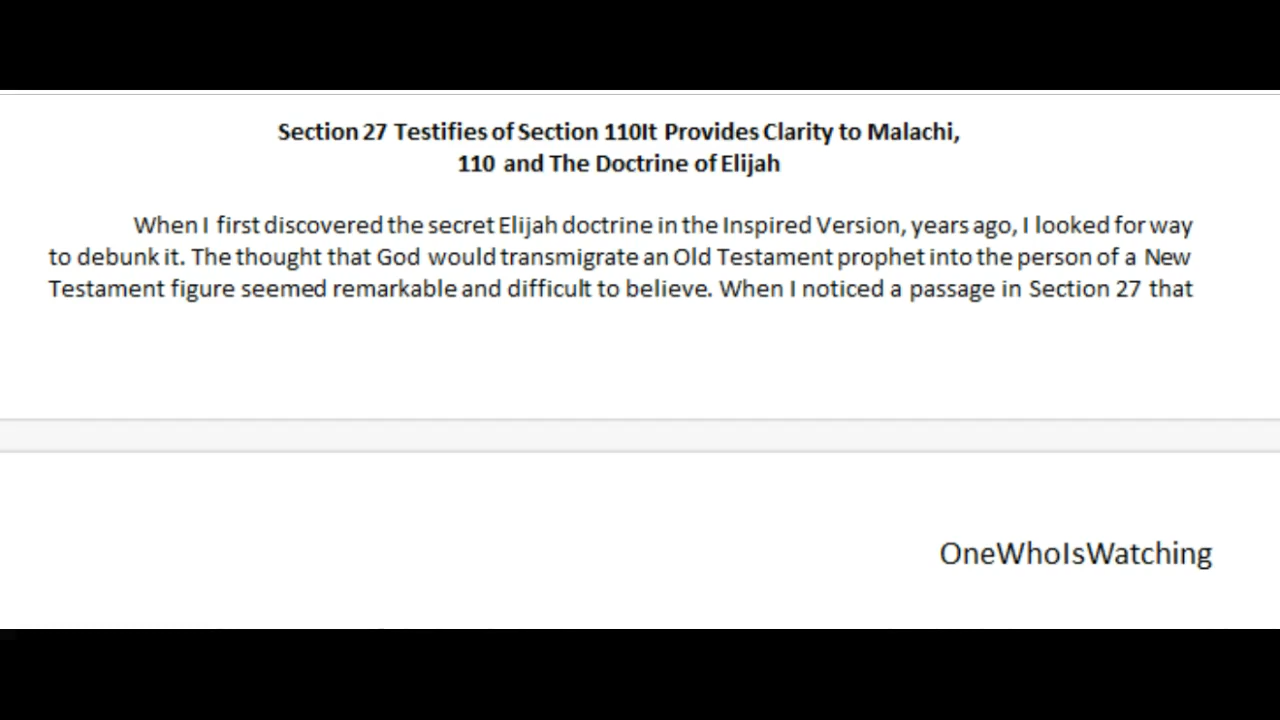 Section 27 Testifies of Section 110It Provides Clarity to Malachi,
110 and The Doctrine of Elijah
When I first discovered the secret Elijah doctrine in the Inspired Version, years ago, I looked for way
to debunk it. The thought that God would transmigrate an Old Testament prophet into the person of a New
Testament figure seemed remarkable and difficult to believe. When I noticed a passage in Section 27 that
OneWhoIsWatching